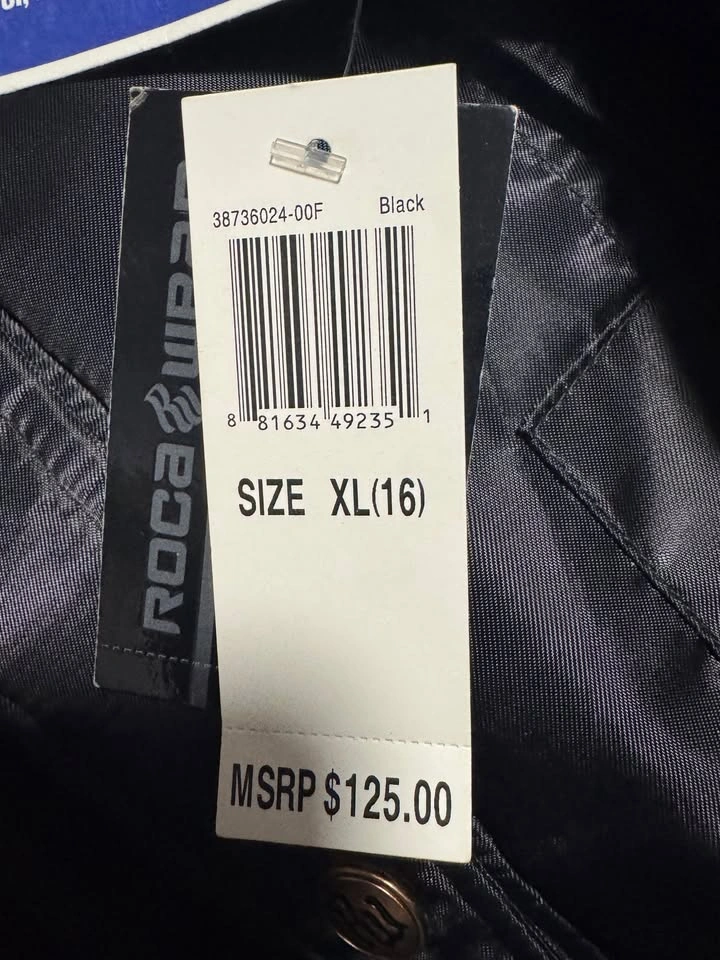 38736024-00F Black
8 81634 49235 1
SIZE XL(16)
MSRP $125.00
ROCA WEAR